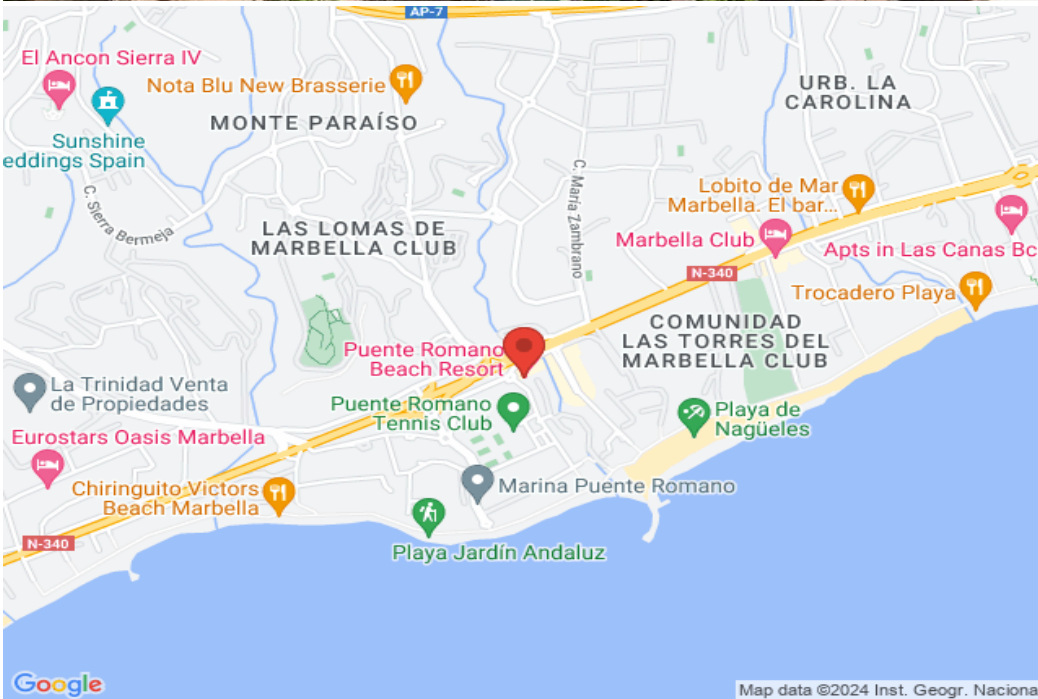 AP-7
El Ancon Sierra IV
Nota Blu New Brasserie
URB. LA
CAROLINA
MONTE PARAÍSO
Sunshine
eddings Spain
C. María Zambrano
Lobito de Mar
Marbella. El bar...
C. Sierra Bermeja
LAS LOMAS DE
MARBELLA CLUB
Marbella Club
Apts in Las Canas Bc
N-340
Trocadero Playa
COMUNIDAD
LAS TORRES DEL
MARBELLA CLUB
Puente Romano
Beach Resort
La Trinidad Venta
de Propiedades
Puente Romano
Tennis Club
Playa de
Nagüeles
Eurostars Oasis Marbella
Chiringuito Victors
Beach Marbella
Marina Puente Romano
N-340
Playa Jardín Andaluz
Google
Map data ©2024 Inst. Geogr. Naciona